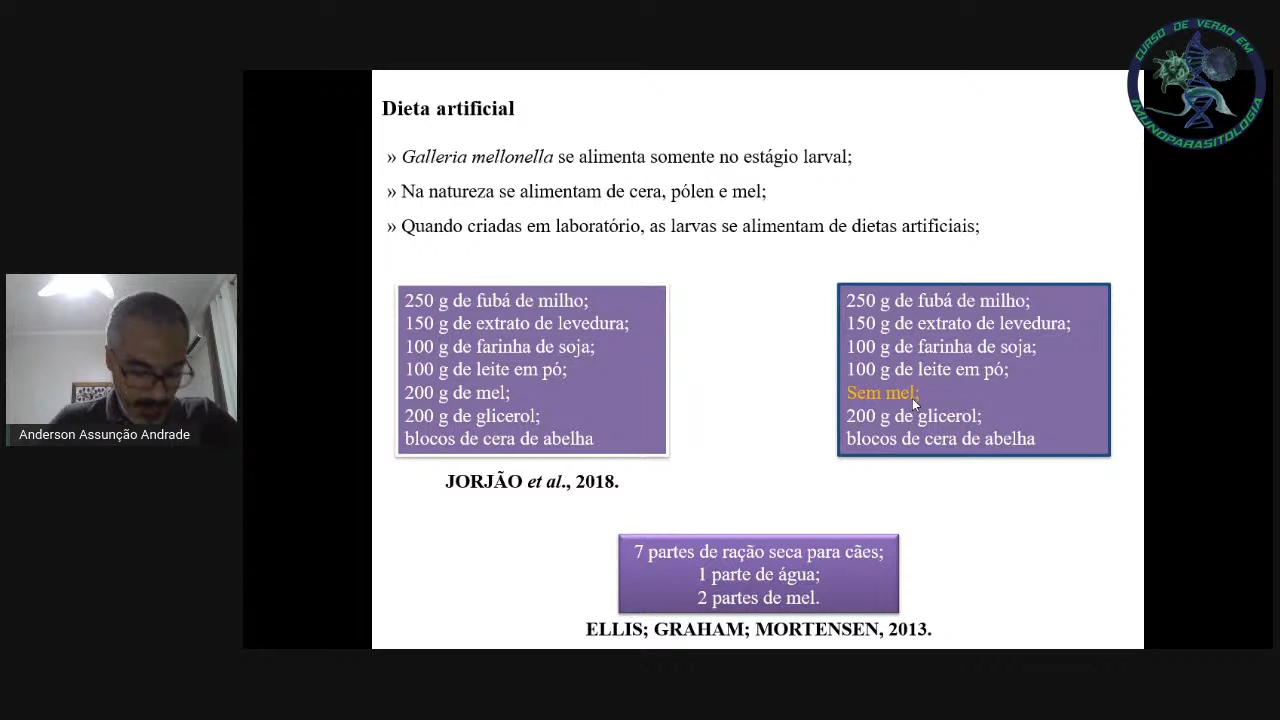 CURSO DE VERÃO EM
IMUNOPARASITOLOGIA
Dieta artificial
» Galleria mellonella se alimenta somente no estágio larval;
» Na natureza se alimentam de cera, pólen e mel;
» Quando criadas em laboratório, as larvas se alimentam de dietas artificiais;
250 g de fubá de milho;
150 g de extrato de levedura;
100 g de farinha de soja;
100 g de leite em pó;
200 g de mel;
200 g de glicerol;
blocos de cera de abelha
JORJÃO et al., 2018.
250 g de fubá de milho;
150 g de extrato de levedura;
100 g de farinha de soja;
100 g de leite em pó;
Sem mel;
200 g de glicerol;
blocos de cera de abelha
7 partes de ração seca para cães;
1 parte de água;
2 partes de mel.
ELLIS; GRAHAM; MORTENSEN, 2013.
Anderson Assunção Andrade